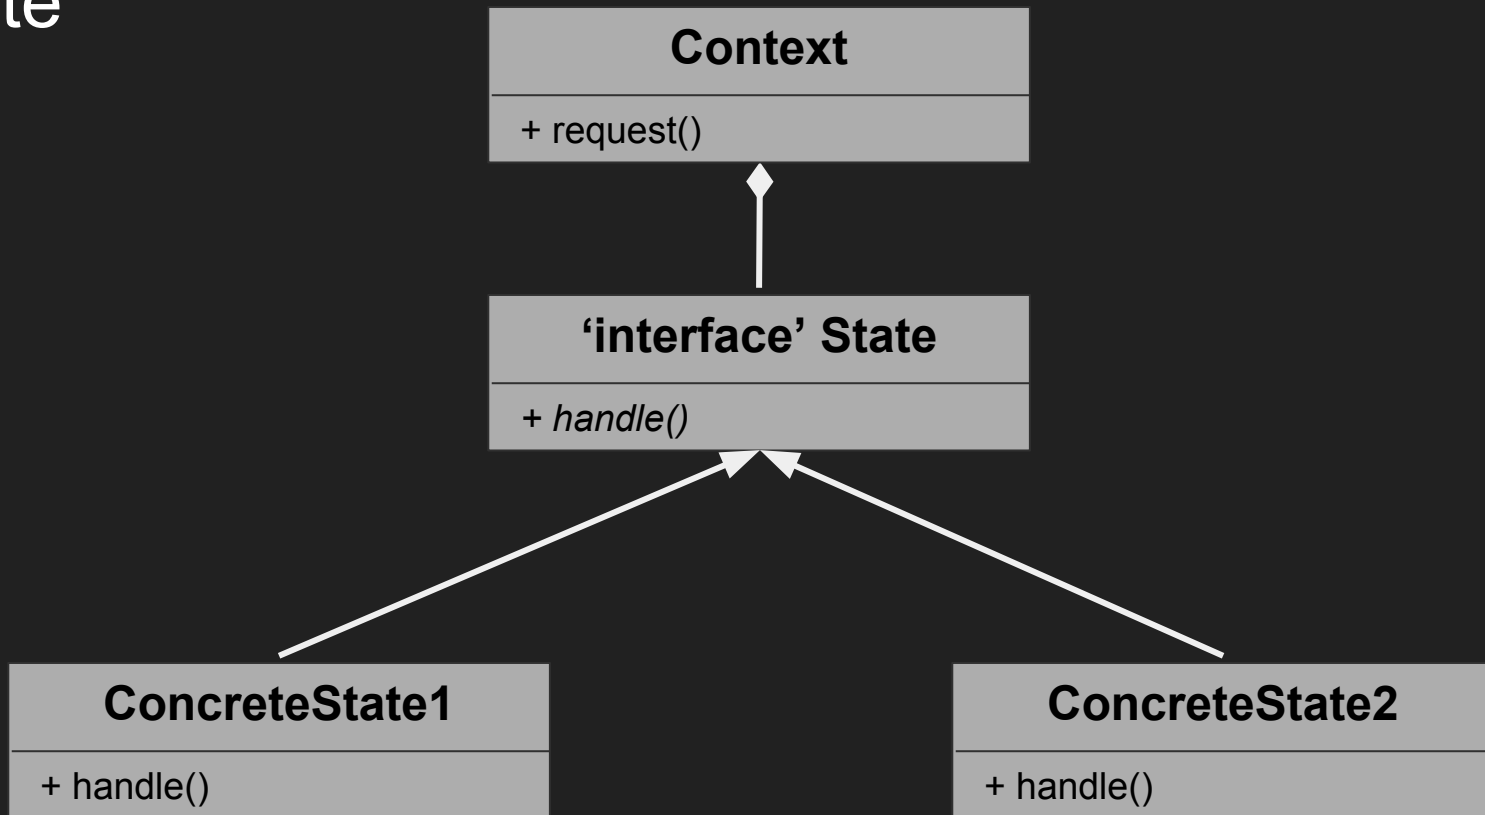 te
Context
+ request()
‘interface’ State
+ handle()
ConcreteState1
ConcreteState2
+ handle()
+ handle()